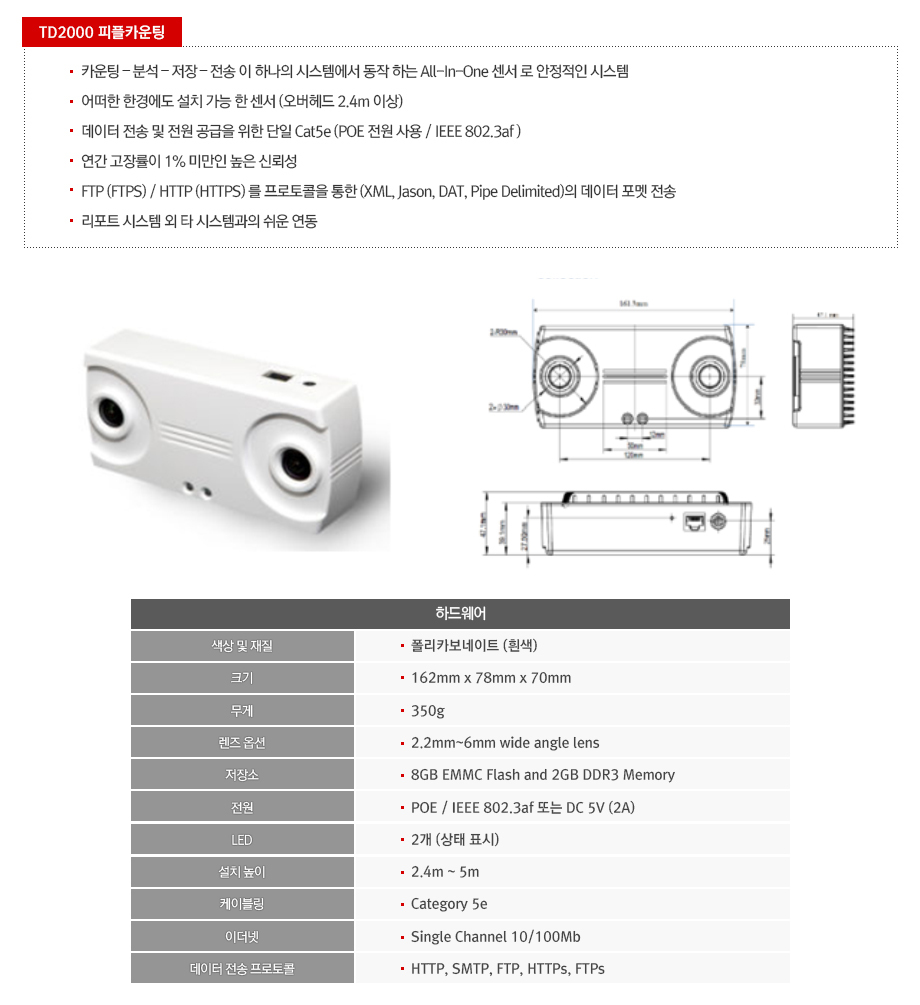 TD2000 피플카운팅
카운팅 – 분석 – 저장 – 전송 이 하나의 시스템에서 동작 하는 All-In-One 센서 로 안정적인 시스템
어떠한 한경에도 설치 가능 한 센서 (오버헤드 2.4m 이상)
데이터 전송 및 전원 공급을 위한 단일 Cat5e (POE 전원 사용 / IEEE 802.3af )
연간 고장률이 1% 미만인 높은 신뢰성
FTP (FTPS) / HTTP (HTTPS) 를 프로토콜을 통한 (XML, Jason, DAT, Pipe Delimited)의 데이터 포멧 전송
리포트 시스템 외 타 시스템과의 쉬운 연동
2-R30mm
12mm
50mm
120mm
하드웨어
색상 및 재질 폴리카보네이트 (흰색)
크기 162mm x 78mm x 70mm
무게 350g
렌즈 옵션 2.2mm~6mm wide angle lens
저장소 8GB EMMC Flash and 2GB DDR3 Memory
전원 POE / IEEE 802.3af 또는 DC 5V (2A)
LED 2개 (상태 표시)
설치 높이 2.4m ~ 5m
케이블링 Category 5e
이더넷 Single Channel 10/100Mb
데이터 전송 프로토콜 HTTP, SMTP, FTP, HTTPs, FTPs